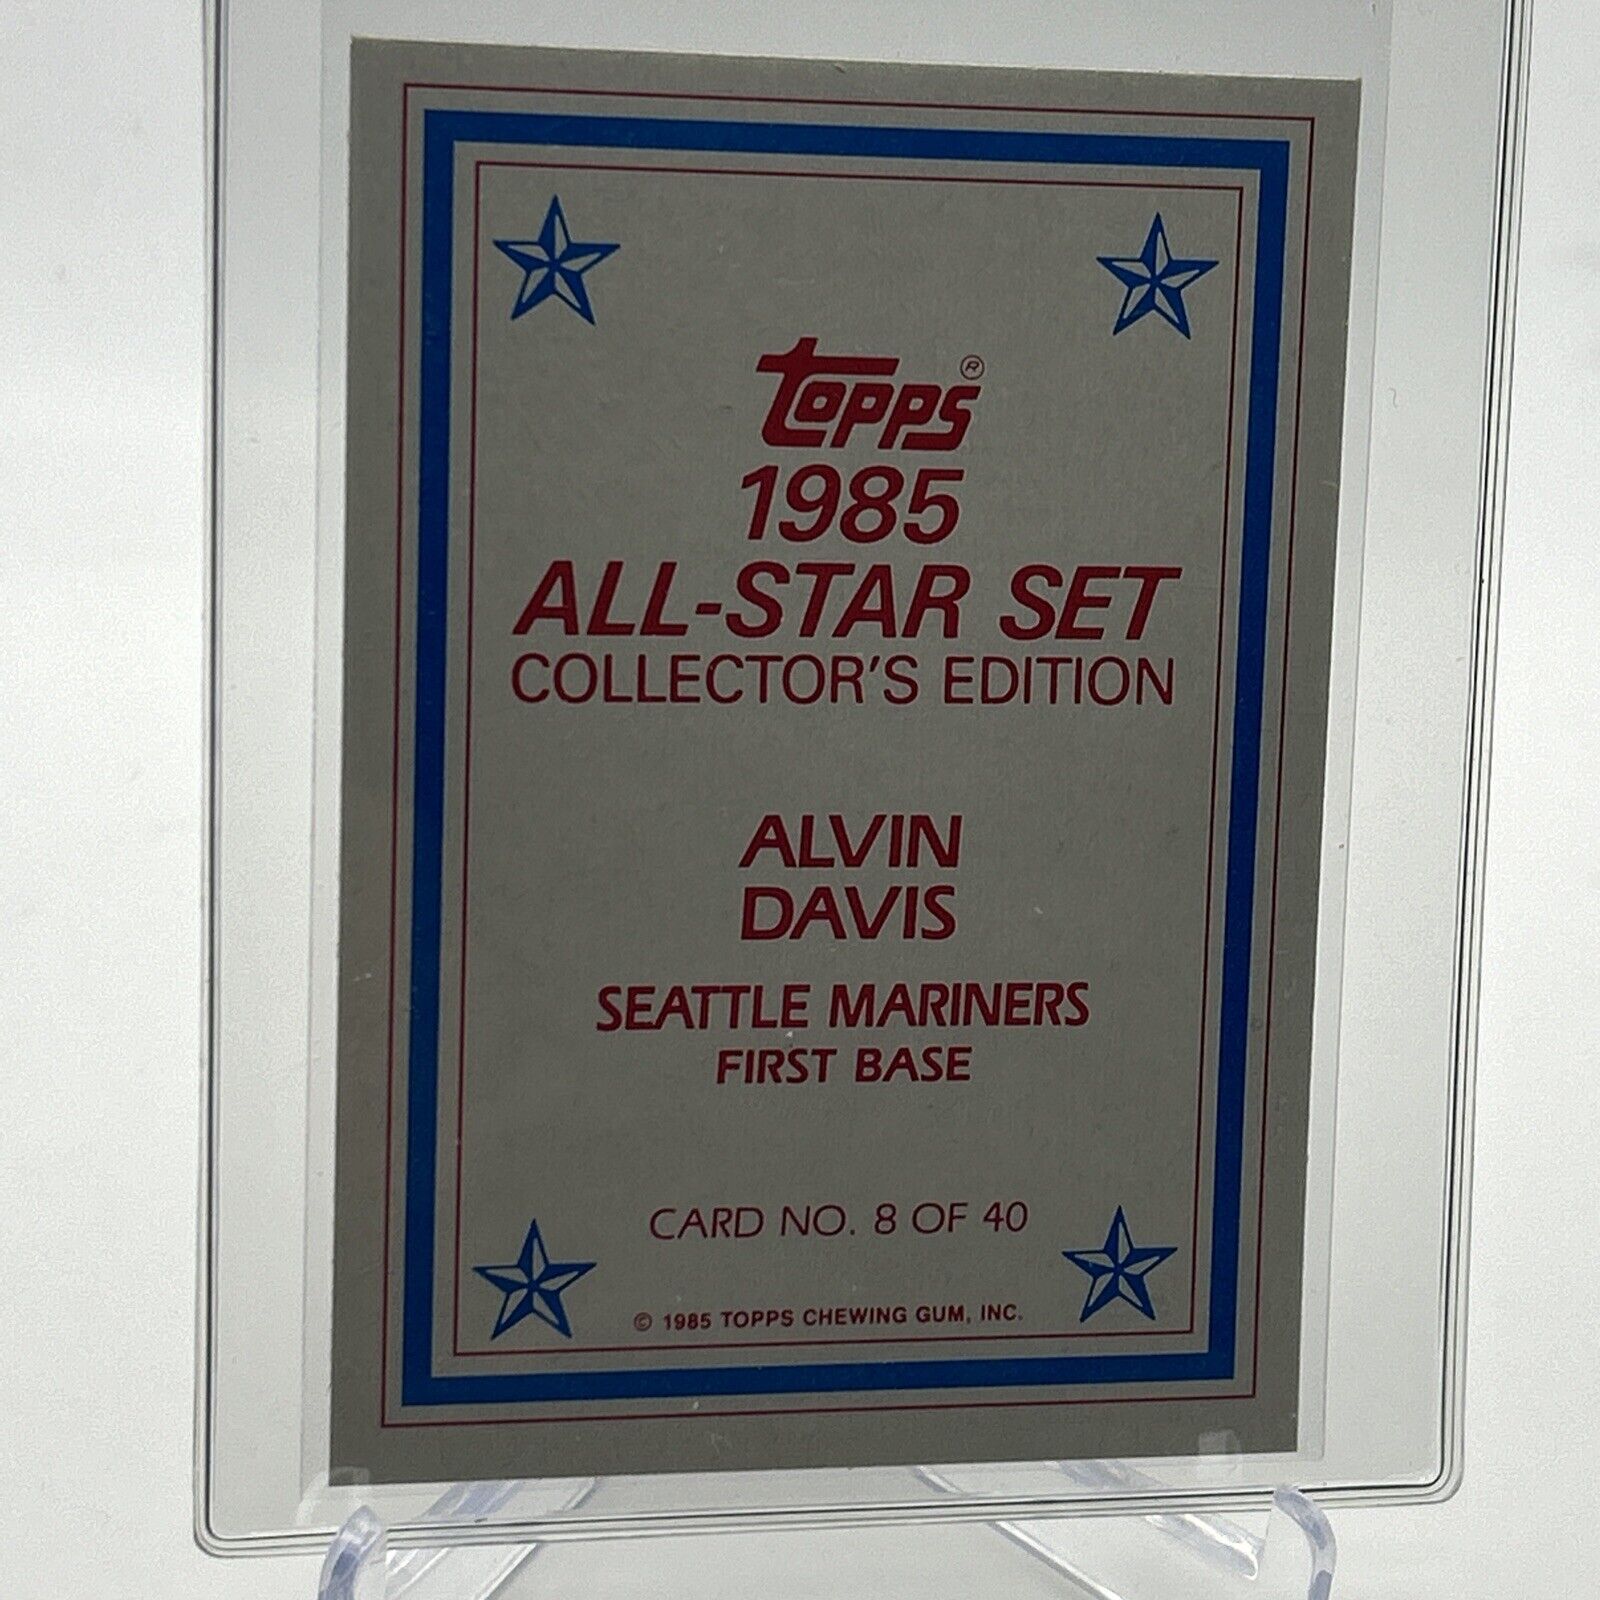 Topps®
1985
ALL-STAR SET
COLLECTOR'S EDITION
ALVIN
DAVIS
SEATTLE MARINERS
FIRST BASE
CARD NO. 8 OF 40
© 1985 TOPPS CHEWING GUM, INC.